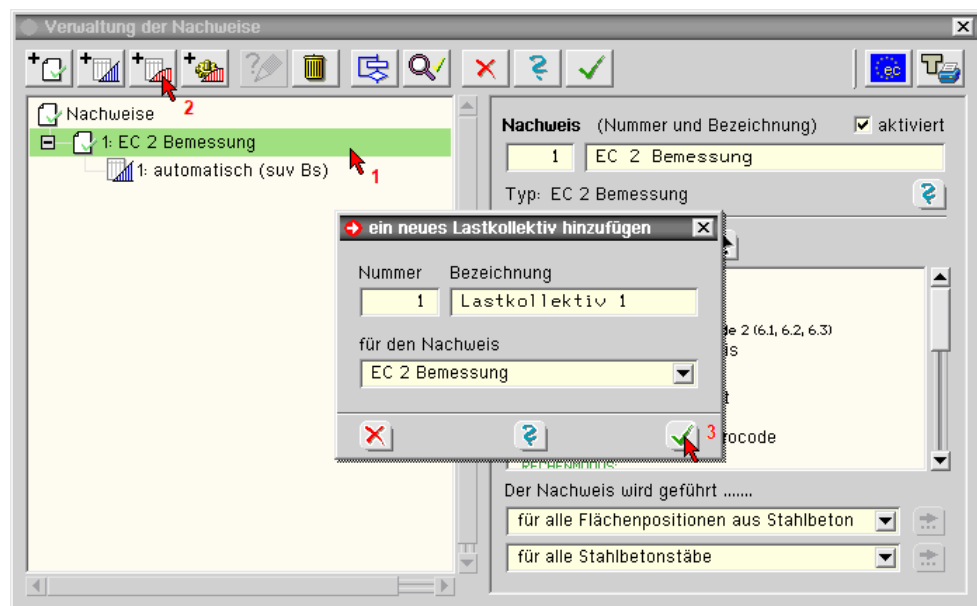 Verwaltung der Nachweise
ec
T
2
Nachweise
1: EC 2 Bemessung
1: automatisch (suv Bs)
1
Nachweis (Nummer und Bezeichnung) aktiviert
1 EC 2 Bemessung
Typ: EC 2 Bemessung
ein neues Lastkollektiv hinzufügen
Nummer Bezeichnung
1 Lastkollektiv 1
für den Nachweis
EC 2 Bemessung
3
de 2 (6.1, 6.2, 6.3)
is
t
rocode
RECHENMODUS:
Der Nachweis wird geführt .......
für alle Flächenpositionen aus Stahlbeton
für alle Stahlbetonstäbe